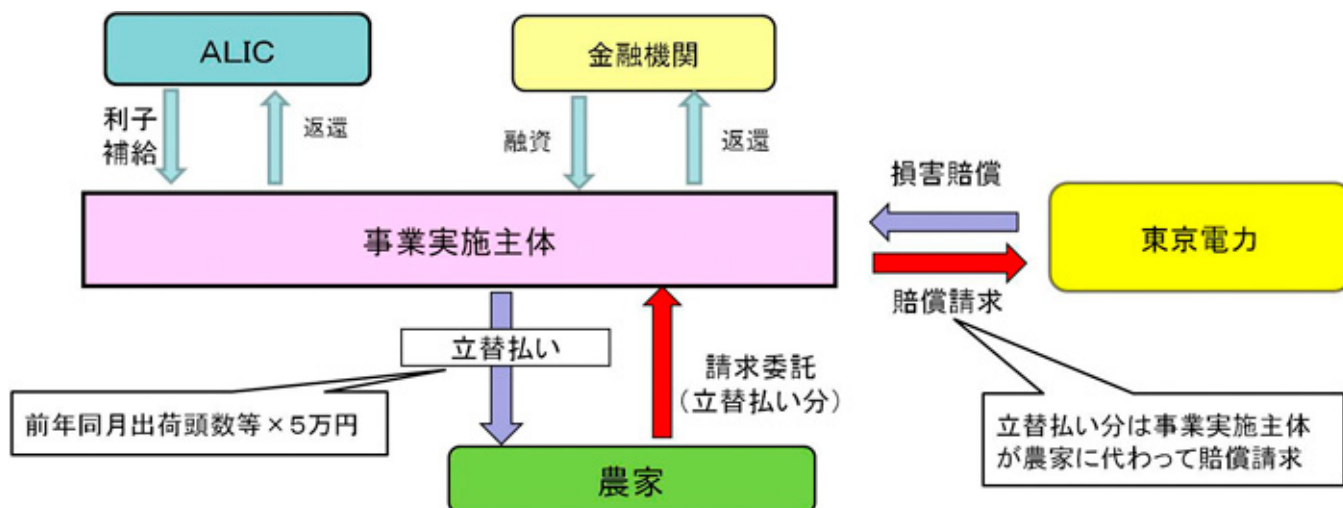 ALIC
金融機関
利子
補給
返還
融資
返還
損害賠償
事業実施主体
東京電力
賠償請求
立替払い
請求委託
（立替払い分）
前年同月出荷頭数等×５万円
立替払い分は事業実施主体
が農家に代わって賠償請求
農家